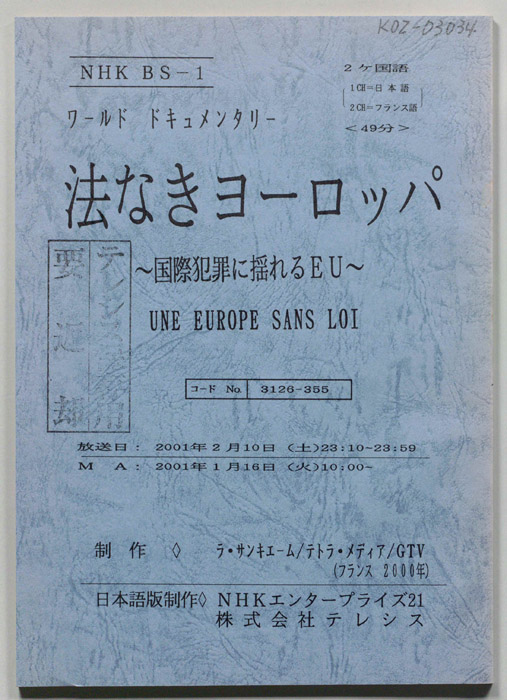 K02-03034
NHK BS-1
2ヶ国語
1CH=日本語
2CH=フランス語
<49分>
ワールド ドキュメンタリー
法なきヨーロッパ
~国際犯罪に揺れるEU~
UNE EUROPE SANS LOI
要返却
コード No. 3126-355
放送日: 2001年2月10日(土)23:10~23:59
M A: 2001年1月16日(火)10:00~
制作◇ ラ・サンキエーム/テトラ・メディア/GTV
(フランス 2000年)
日本語版制作◇ NHKエンタープライズ21
株式会社テレシス